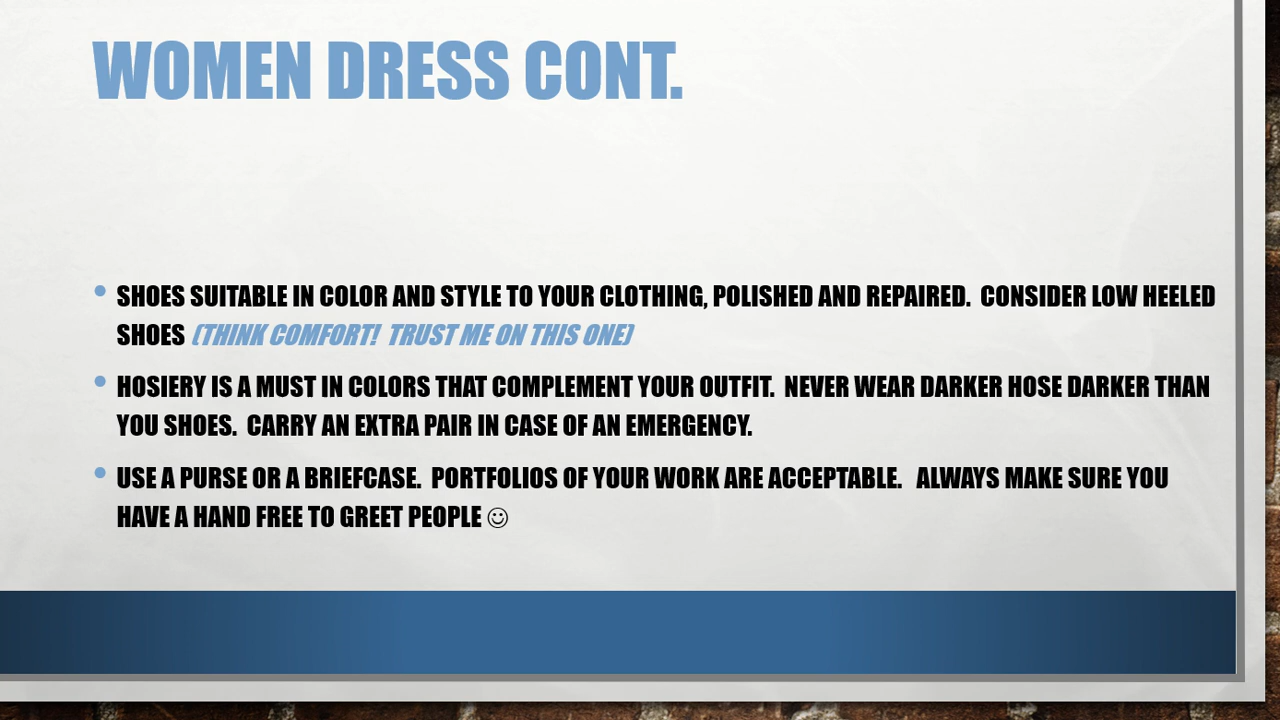 WOMEN DRESS CONT.
• SHOES SUITABLE IN COLOR AND STYLE TO YOUR CLOTHING, POLISHED AND REPAIRED.  CONSIDER LOW HEELED
SHOES (THINK COMFORT!  TRUST ME ON THIS ONE)
• HOSIERY IS A MUST IN COLORS THAT COMPLEMENT YOUR OUTFIT.  NEVER WEAR DARKER HOSE DARKER THAN
YOU SHOES.  CARRY AN EXTRA PAIR IN CASE OF AN EMERGENCY.
• USE A PURSE OR A BRIEFCASE.  PORTFOLIOS OF YOUR WORK ARE ACCEPTABLE.   ALWAYS MAKE SURE YOU
HAVE A HAND FREE TO GREET PEOPLE ☺